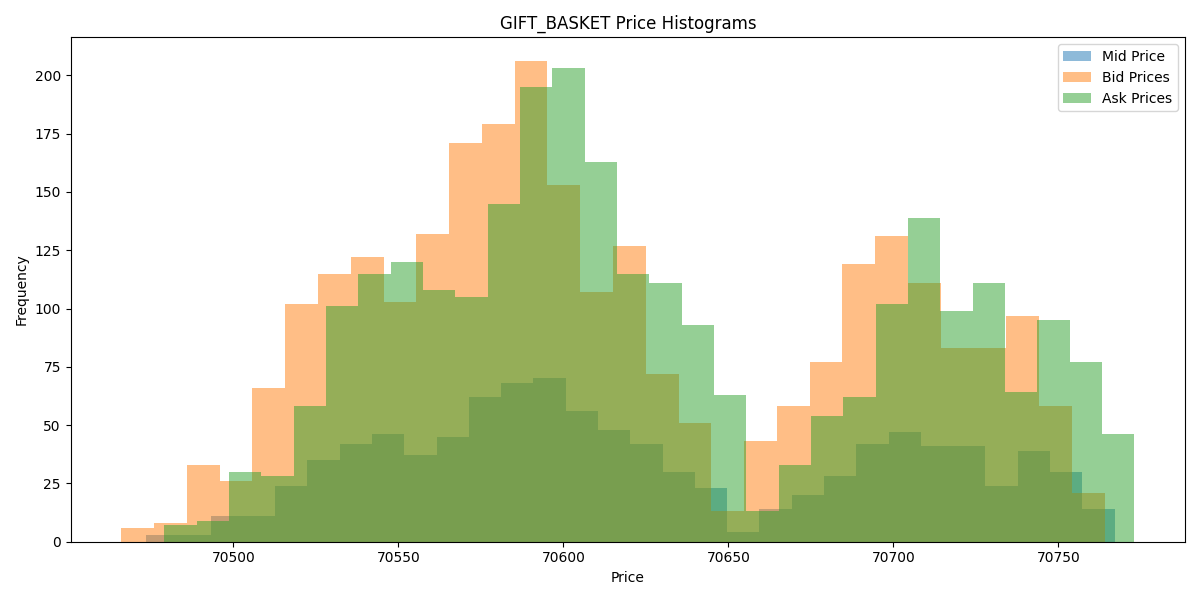 GIFT_BASKET Price Histograms
Mid Price
Bid Prices
Ask Prices
Frequency
200
175
150
125
100
75
50
25
0
70500 70550 70600 70650 70700 70750
Price